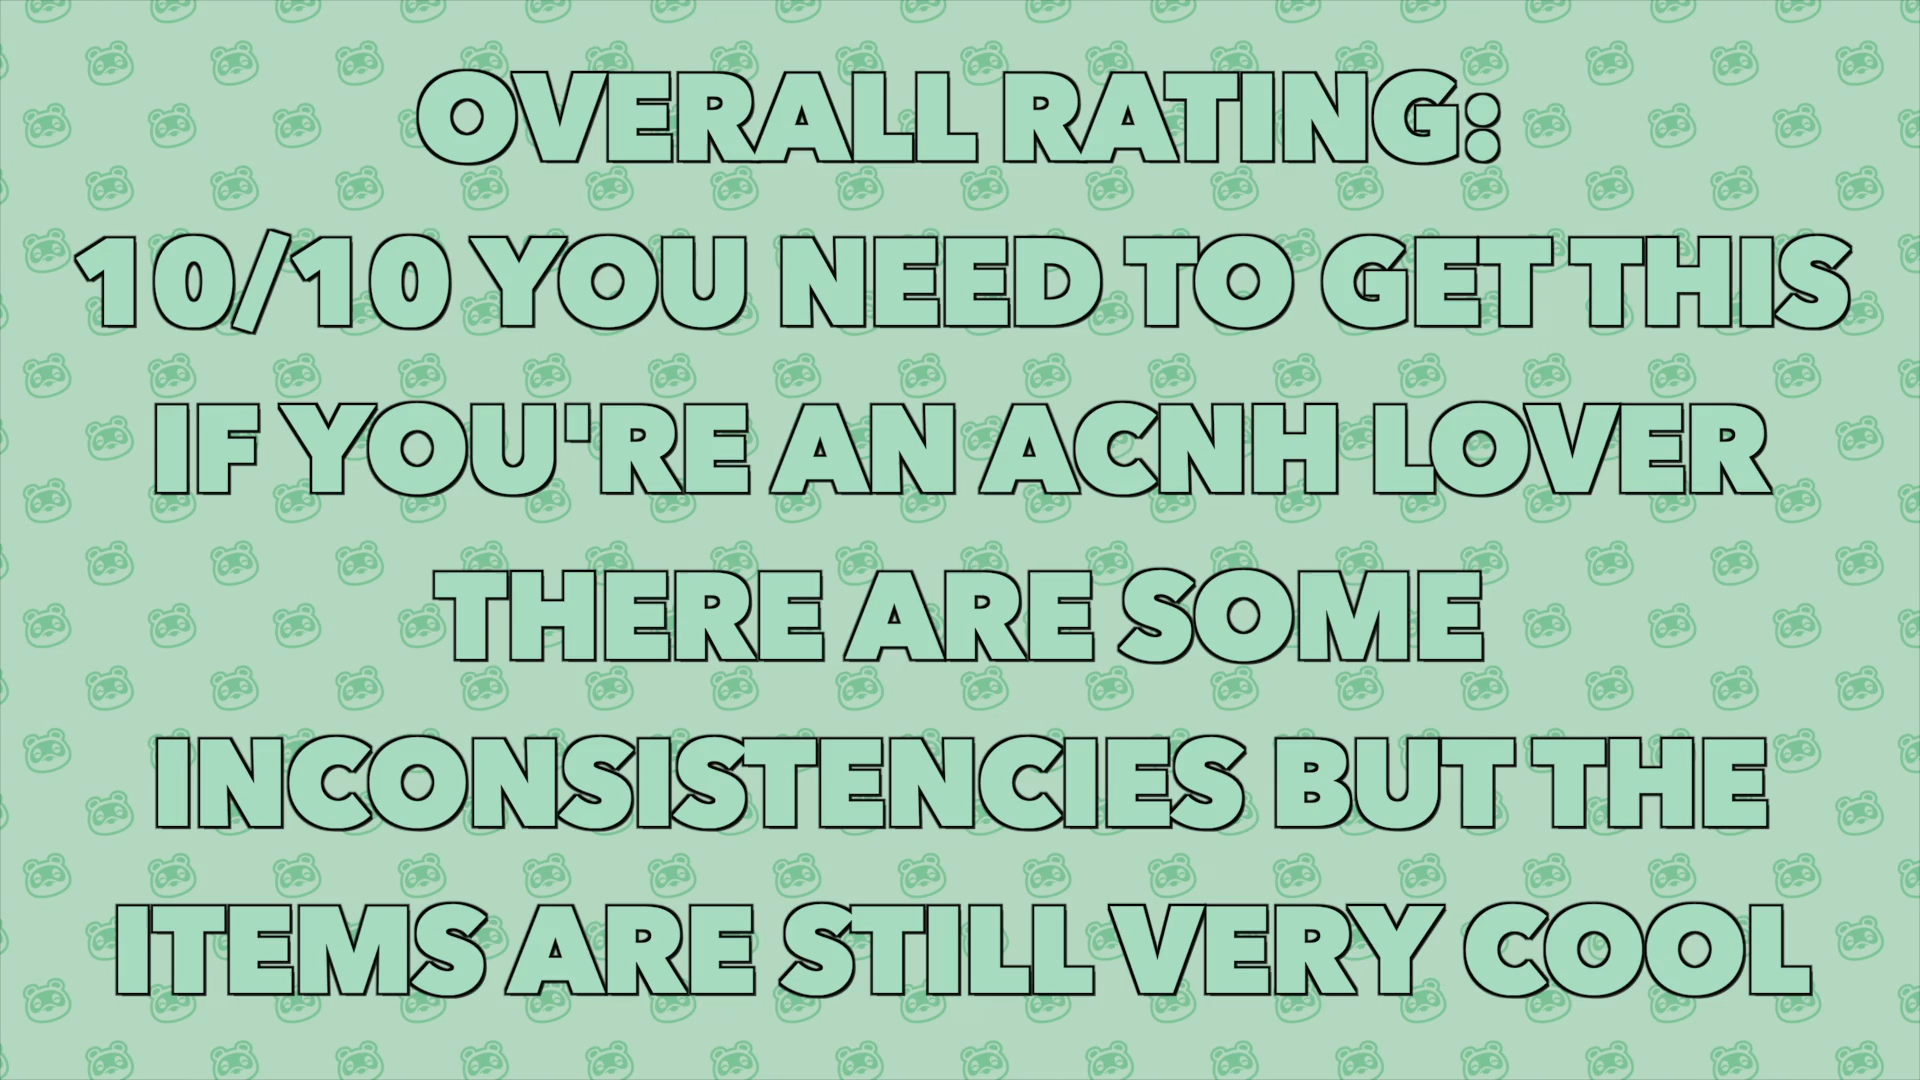 OVERALL RATING:
10/10 YOU NEED TO GET THIS
IF YOU'RE AN ACNH LOVER
THERE ARE SOME
INCONSISTENCIES BUT THE
ITEMS ARE STILL VERY COOL